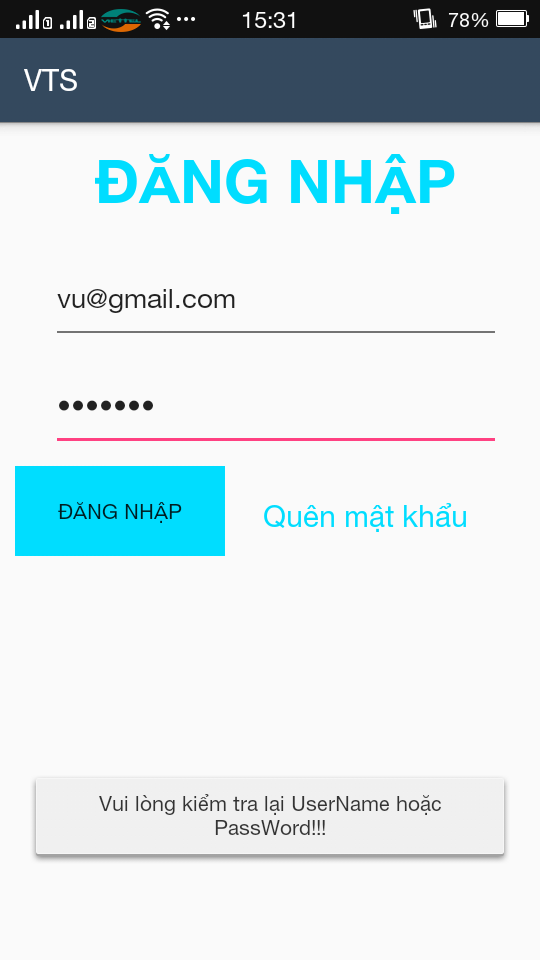 VIETTEL 15:31 78%
VTS
ĐĂNG NHẬP
vu@gmail.com
•••••••
ĐĂNG NHẬP Quên mật khẩu
Vui lòng kiểm tra lại UserName hoặc
PassWord!!!